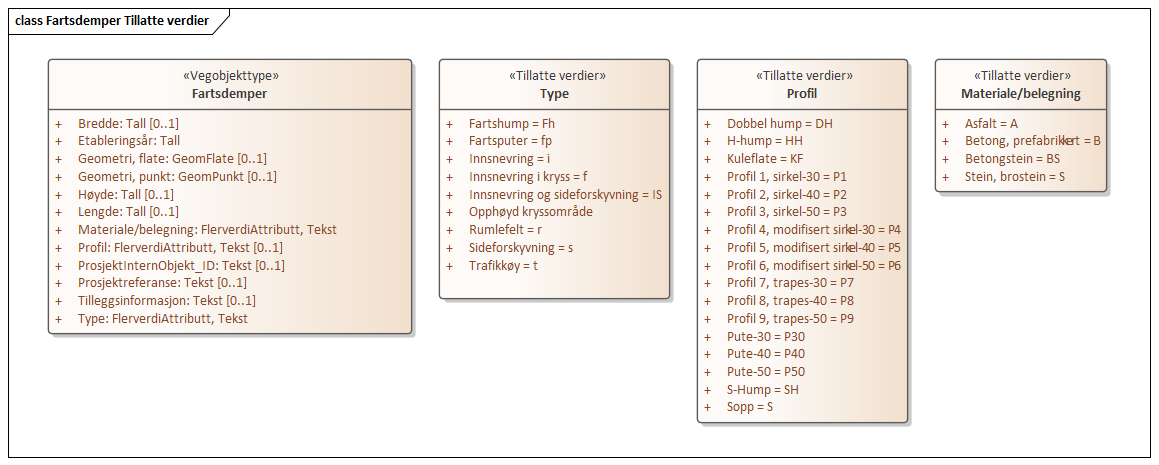 class Fartsdemper Tillatte verdier
«Vegobjekttype»
Fartsdemper
+ Bredde: Tall [0..1]
+ Etableringsår: Tall
+ Geometri, flate: GeomFlate [0..1]
+ Geometri, punkt: GeomPunkt [0..1]
+ Høyde: Tall [0..1]
+ Lengde: Tall [0..1]
+ Materiale/belegning: FlerverdiAttributt, Tekst
+ Profil: FlerverdiAttributt, Tekst [0..1]
+ ProsjektInternObjekt_ID: Tekst [0..1]
+ Prosjektreferanse: Tekst [0..1]
+ Tilleggsinformasjon: Tekst [0..1]
+ Type: FlerverdiAttributt, Tekst
«Tillatte verdier»
Type
+ Fartshump = Fh
+ Fartsputer = fp
+ Innsnevring = i
+ Innsnevring i kryss = f
+ Innsnevring og sideforskyvning = IS
+ Opphøyd kryssområde
+ Rumlefelt = r
+ Sideforskyvning = s
+ Trafikkøy = t
«Tillatte verdier»
Profil
+ Dobbel hump = DH
+ H-hump = HH
+ Kuleflate = KF
+ Profil 1, sirkel-30 = P1
+ Profil 2, sirkel-40 = P2
+ Profil 3, sirkel-50 = P3
+ Profil 4, modifisert sirkel-30 = P4
+ Profil 5, modifisert sirkel-40 = P5
+ Profil 6, modifisert sirkel-50 = P6
+ Profil 7, trapes-30 = P7
+ Profil 8, trapes-40 = P8
+ Profil 9, trapes-50 = P9
+ Pute-30 = P30
+ Pute-40 = P40
+ Pute-50 = P50
+ S-Hump = SH
+ Sopp = S
«Tillatte verdier»
Materiale/belegning
+ Asfalt = A
+ Betong, prefabrikkert = B
+ Betongstein = BS
+ Stein, brostein = S